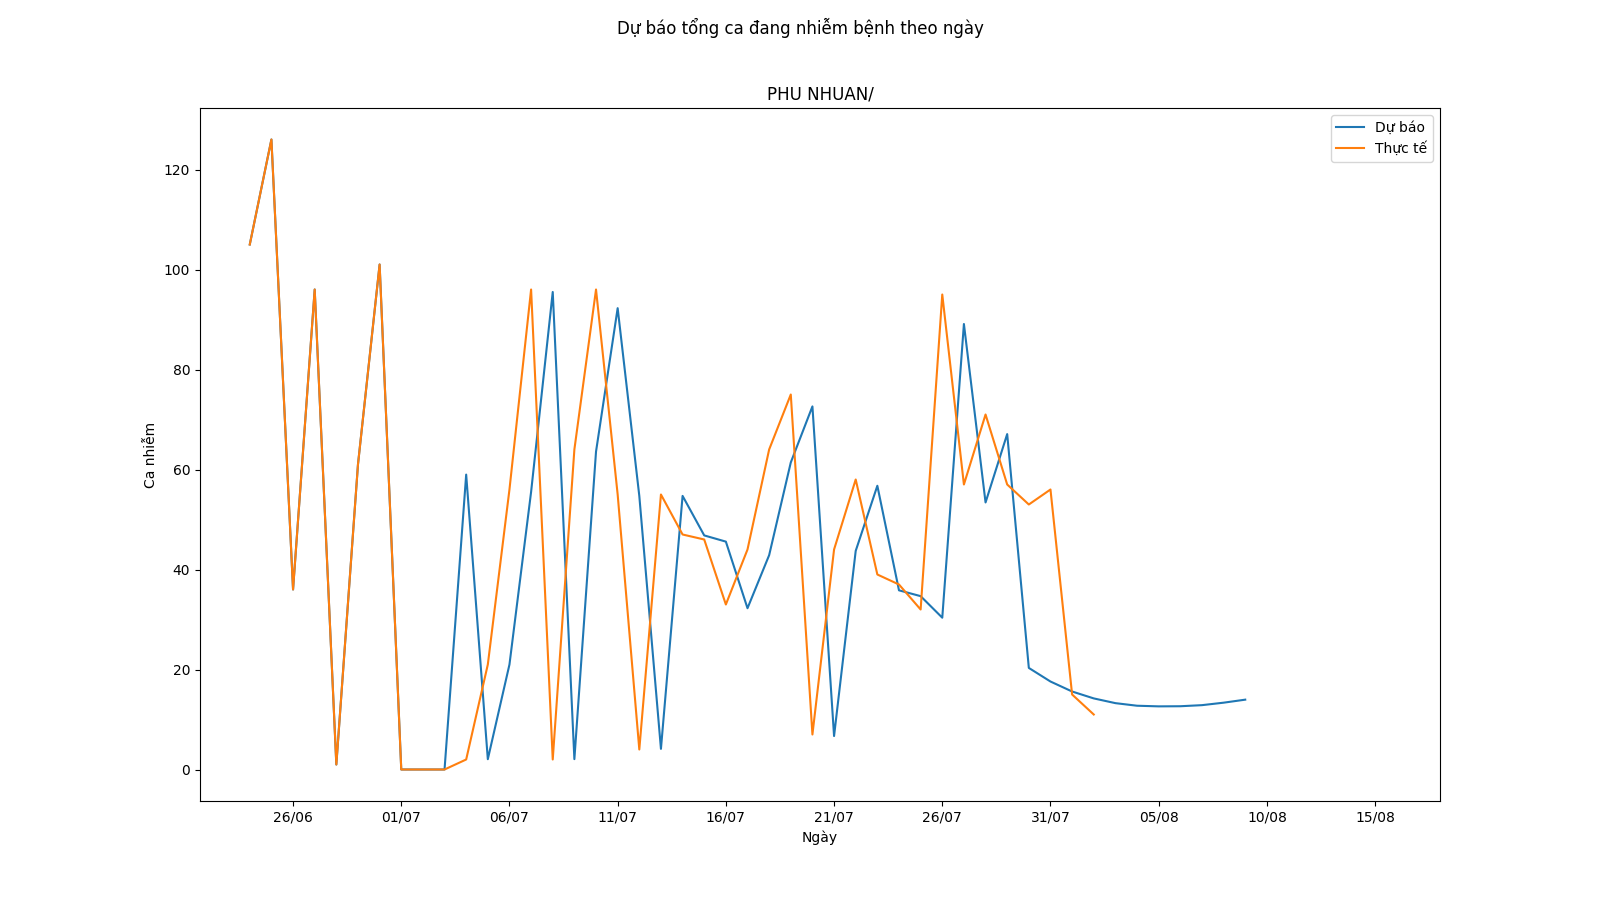 Dự báo tổng ca đang nhiễm bệnh theo ngày
PHU NHUAN/
Dự báo
Thực tế
120
100
80
60
40
20
0
Ca nhiễm
26/06 01/07 06/07 11/07 16/07 21/07 26/07 31/07 05/08 10/08 15/08
Ngày